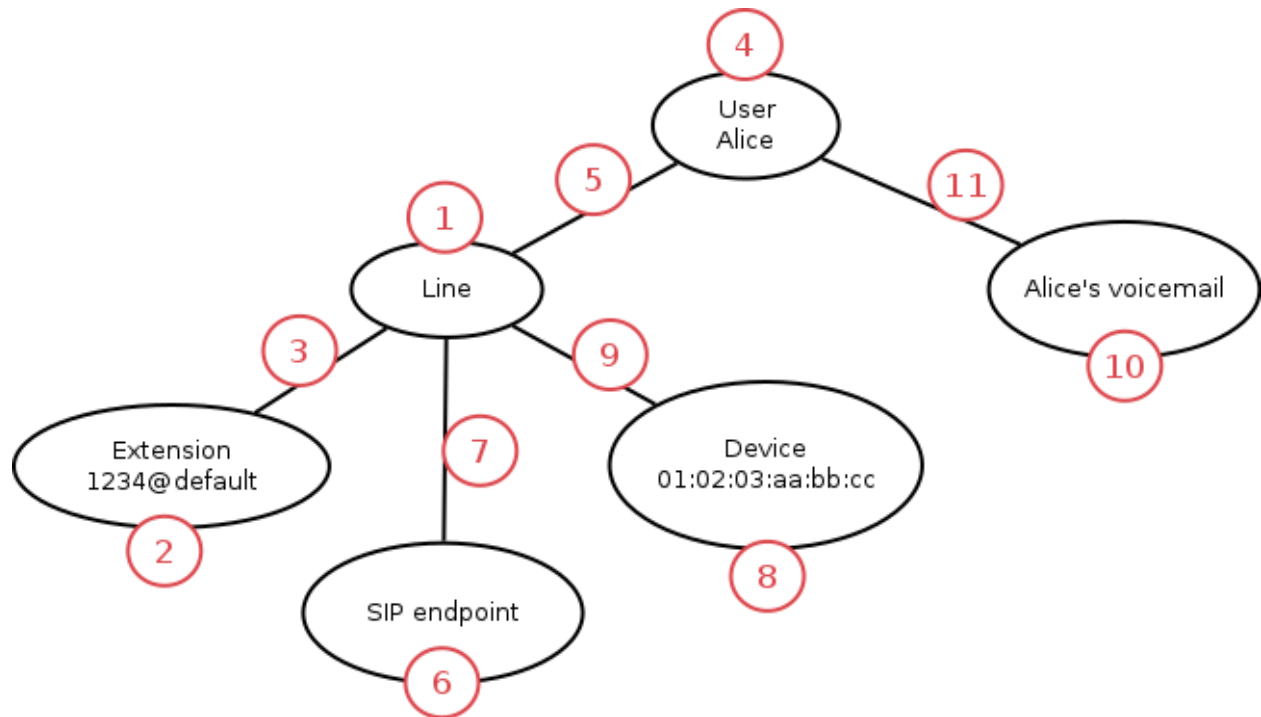 4
User
Alice
5
11
1
Line
Alice's voicemail
3
9
10
7
Extension
1234@default
Device
01:02:03:aa:bb:cc
2
8
SIP endpoint
6